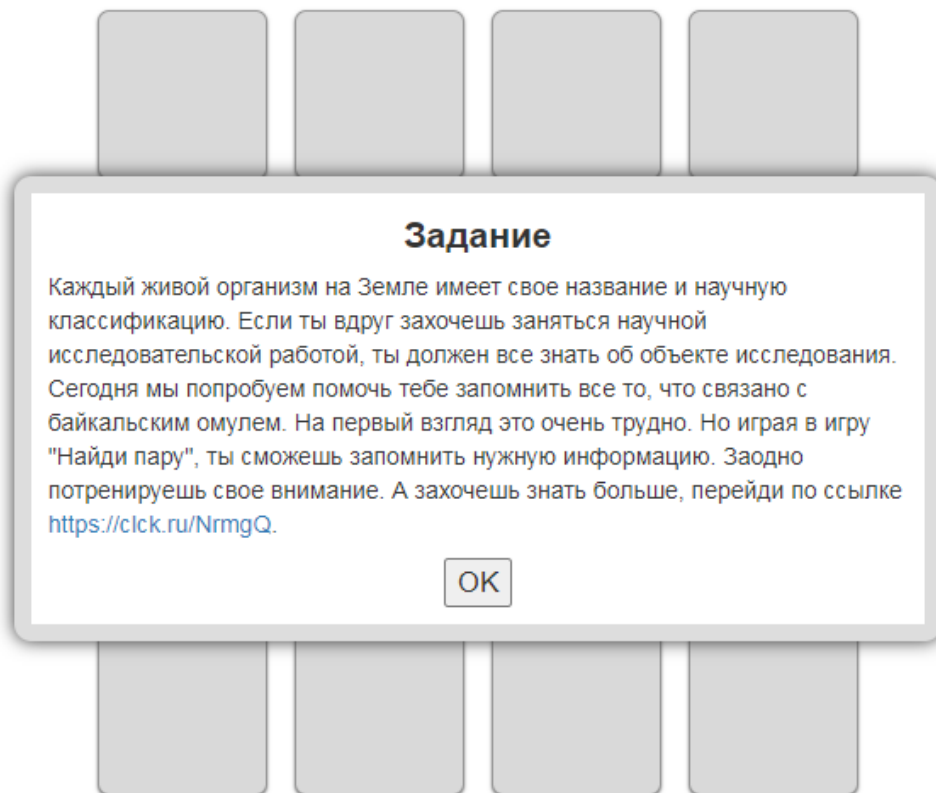 Задание
Каждый живой организм на Земле имеет свое название и научную
классификацию. Если ты вдруг захочешь заняться научной
исследовательской работой, ты должен все знать об объекте исследования.
Сегодня мы попробуем помочь тебе запомнить все то, что связано с
байкальским омулем. На первый взгляд это очень трудно. Но играя в игру
"Найди пару", ты сможешь запомнить нужную информацию. Заодно
потренируешь свое внимание. А захочешь знать больше, перейди по ссылке
https://clck.ru/NrmgQ.
OK